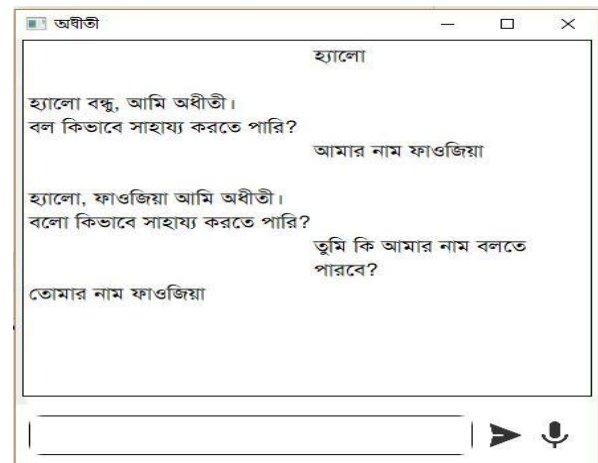 অধীতী
হ্যালো
হ্যালো বন্ধু, আমি অধীতী।
বল কিভাবে সাহায্য করতে পারি?
আমার নাম ফাওজিয়া
হ্যালো, ফাওজিয়া আমি অধীতী।
বলো কিভাবে সাহায্য করতে পারি?
তুমি কি আমার নাম বলতে
পারবে?
তোমার নাম ফাওজিয়া